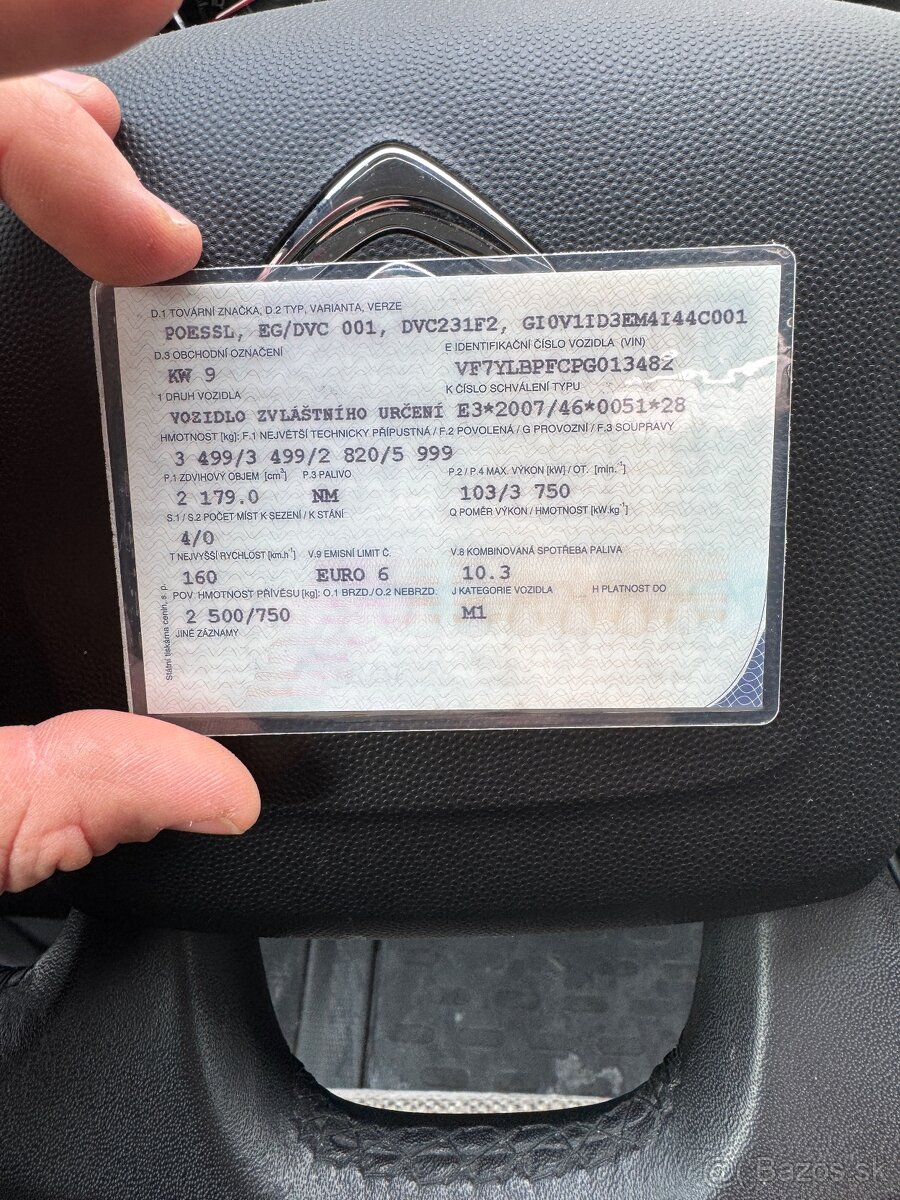 D.1 TOVÁRNÍ ZNAČKA, D.2 TYP, VARIANTA, VERZE
POESSL, EG/DVC 001, DVC231F2, GI0V1ID3EM4I44C001
D.3 OBCHODNÍ OZNAČENÍ E IDENTIFIKAČNÍ ČÍSLO VOZIDLA (VIN)
KW 9 VF7YLBPFCPG013482
1 DRUH VOZIDLA K ČÍSLO SCHVÁLENÍ TYPU
VOZIDLO ZVLÁŠTNÍHO URČENÍ E3*2007/46*0051*28
HMOTNOST [kg]: F.1 NEJVĚTŠÍ TECHNICKY PŘÍPUSTNÁ / F.2 POVOLENÁ / G PROVOZNÍ / F.3 SOUPRAVY
3 499/3 499/2 820/5 999
P.1 ZDVIHOVÝ OBJEM [cm³] P.3 PALIVO P.2 / P.4 MAX. VÝKON [kW] / OT. [min.⁻¹]
2 179.0 NM 103/3 750
S.1 / S.2 POČET MÍST K SEZENÍ / K STÁNÍ Q POMĚR VÝKON / HMOTNOST [kW.kg⁻¹]
4/0
T NEJVYŠŠÍ RYCHLOST [km.h⁻¹] V.9 EMISNÍ LIMIT Č. V.8 KOMBINOVANÁ SPOTŘEBA PALIVA
160 EURO 6 10.3
POV. HMOTNOST PŘÍVĚSU [kg]: O.1 BRZD./O.2 NEBRZD. J KATEGORIE VOZIDLA H PLATNOST DO
2 500/750 M1
JINÉ ZÁZNAMY
Státní tiskárna cenin, s. p.
Bazos.sk